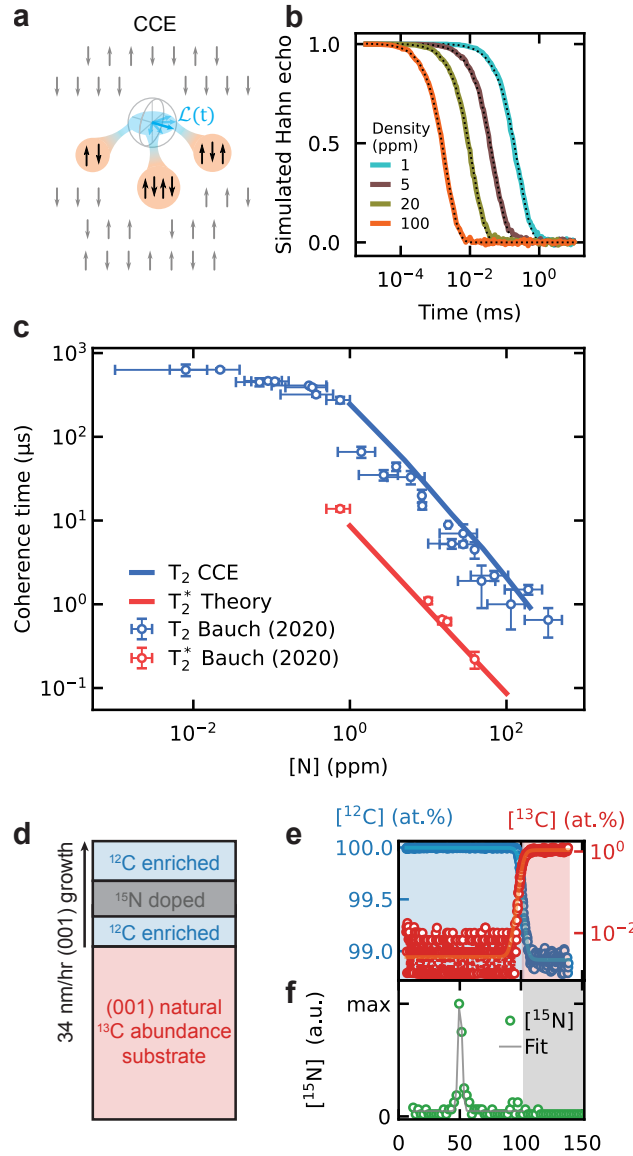 a
CCE
ℒ(t)
b
Simulated Hahn echo
1.0
0.5
0.0
Density
(ppm)
1
5
20
100
10⁻⁴ 10⁻² 10⁰
Time (ms)
c
Coherence time (μs)
10³
10²
10¹
10⁰
10⁻¹
T₂ CCE
T₂* Theory
T₂ Bauch (2020)
T₂* Bauch (2020)
10⁻² 10⁰ 10²
[N] (ppm)
d
34 nm/hr (001) growth
¹²C enriched
¹⁵N doped
¹²C enriched
(001) natural
¹³C abundance
substrate
e
[¹²C] (at.%) [¹³C] (at.%)
100.0
99.5
99.0
10⁰
10⁻²
f
[¹⁵N] (a.u.)
max
0
[¹⁵N]
Fit
0 50 100 150